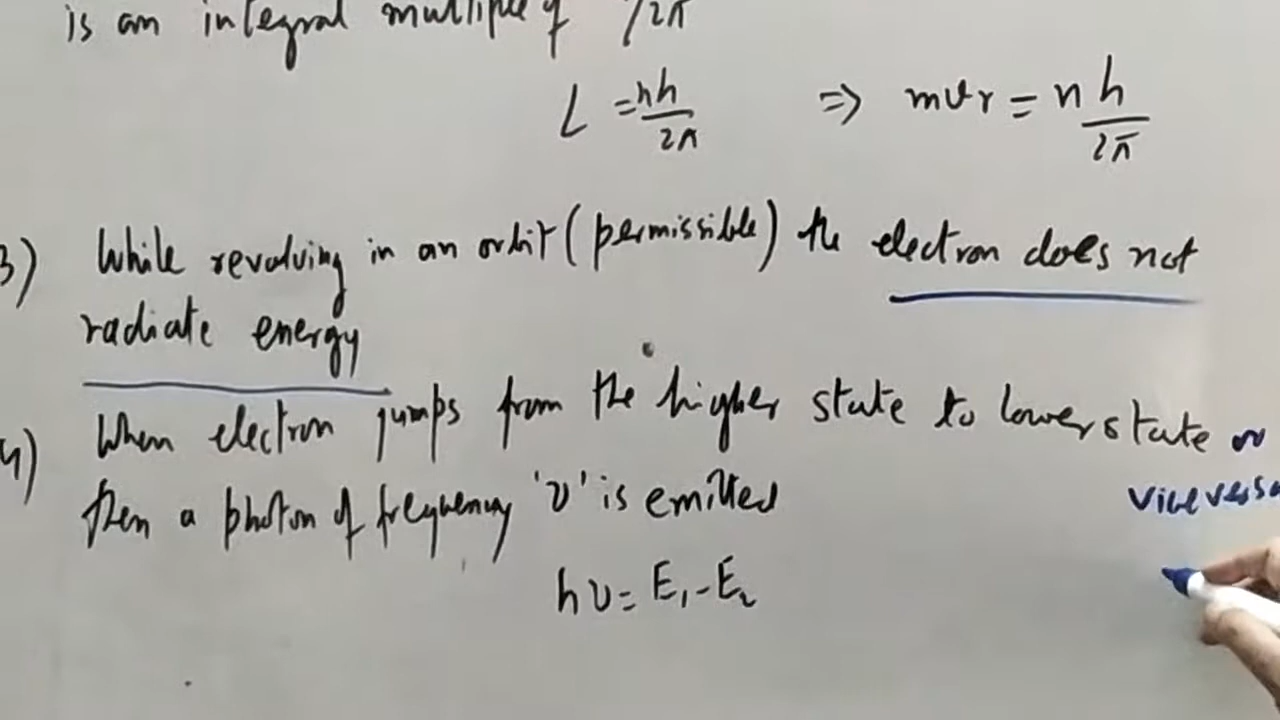 is an integral multiple of /2π
L = nh/2π ⇒ mvr = n h/2π
3) While revolving in an orbit (permissible) the electron does not
radiate energy
4) When electron jumps from the higher state to lower state or
vice versa
then a photon of frequency 'ν' is emitted
hν = E₁-E₂